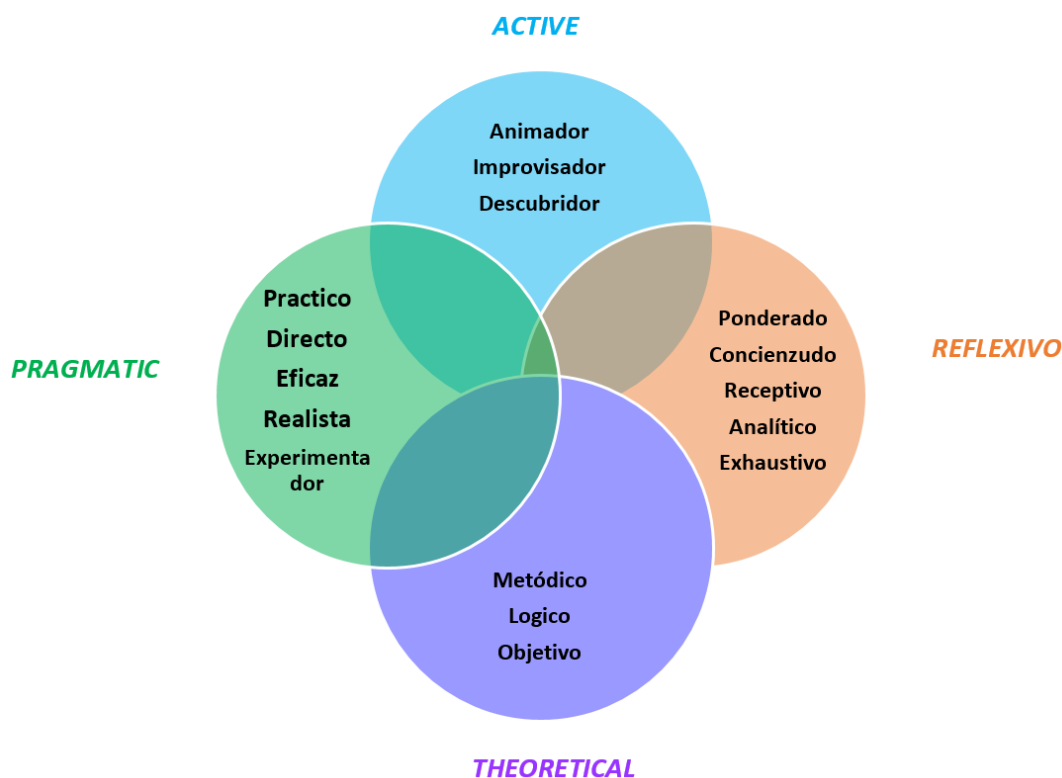 ACTIVE
Animador
Improvisador
Descubridor
PRAGMATIC
Practico
Directo
Eficaz
Realista
Experimenta
dor
Ponderado
Concienzudo
Receptivo
Analítico
Exhaustivo
REFLEXIVO
Metódico
Logico
Objetivo
THEORETICAL